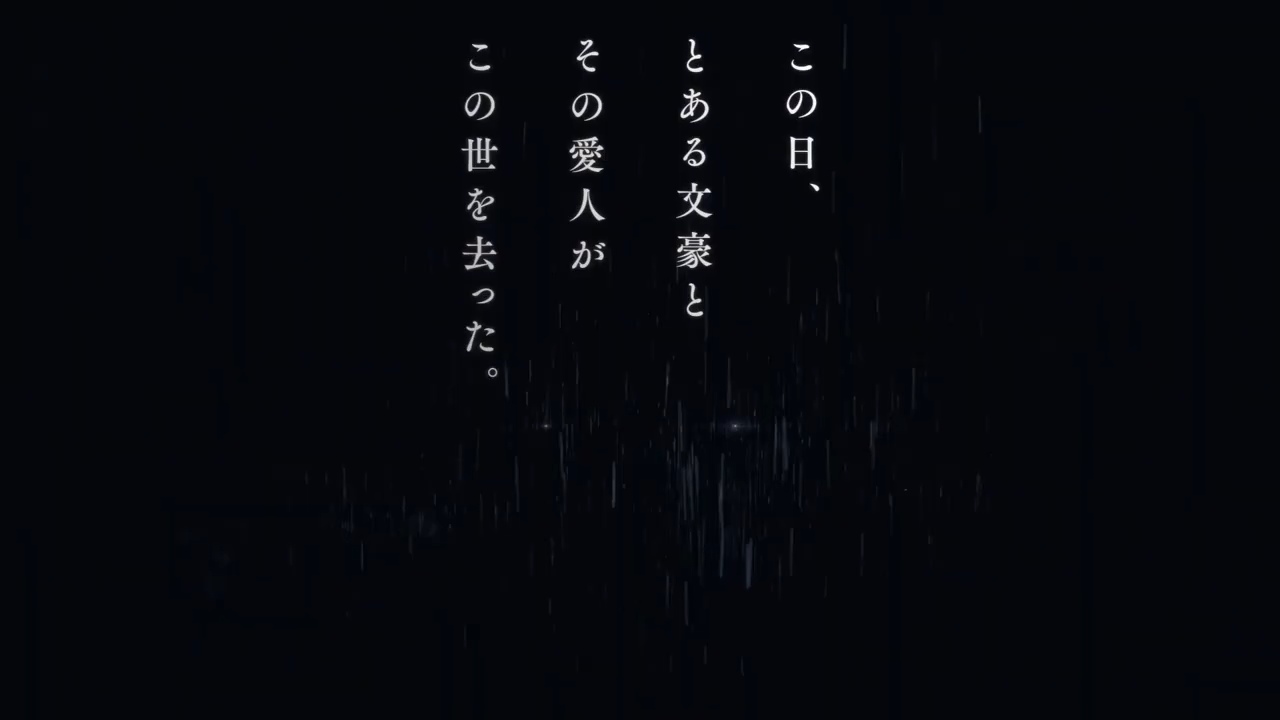 この日、
とある文豪と
その愛人が
この世を去った。